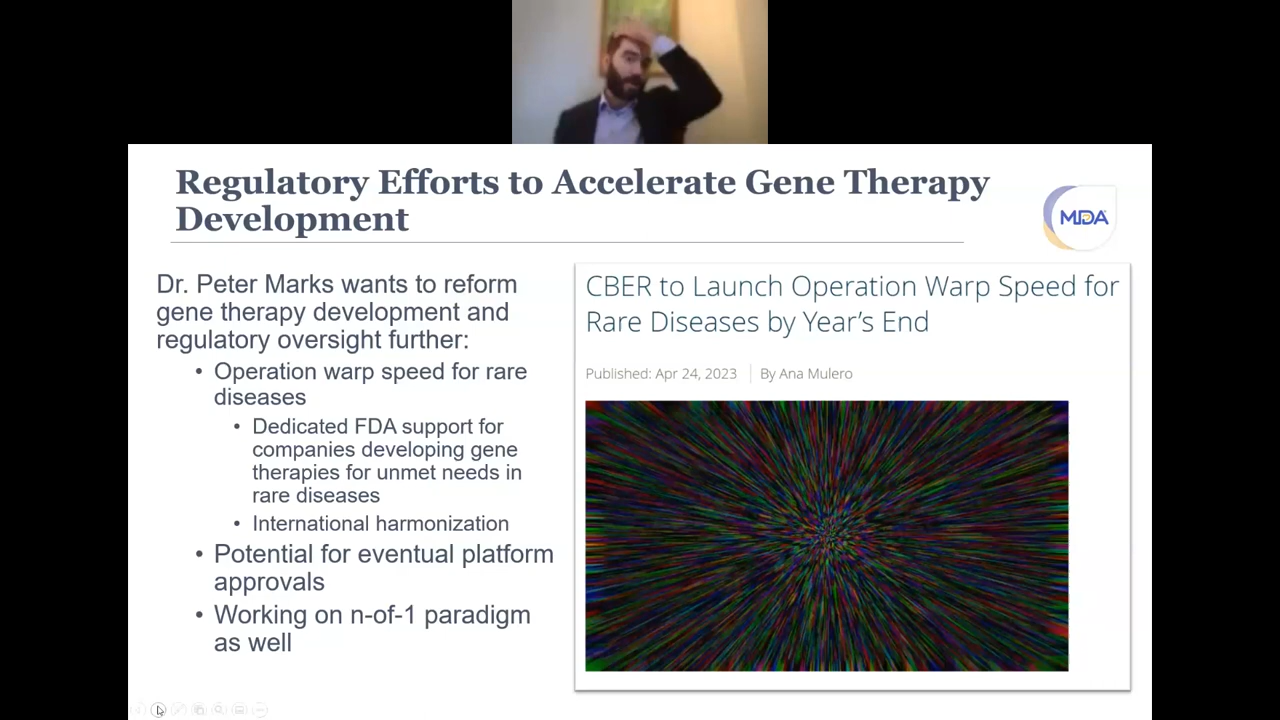 Regulatory Efforts to Accelerate Gene Therapy
Development
MDA
Dr. Peter Marks wants to reform
gene therapy development and
regulatory oversight further:
• Operation warp speed for rare
diseases
• Dedicated FDA support for
companies developing gene
therapies for unmet needs in
rare diseases
• International harmonization
• Potential for eventual platform
approvals
• Working on n-of-1 paradigm
as well
CBER to Launch Operation Warp Speed for
Rare Diseases by Year’s End
Published: Apr 24, 2023 | By Ana Mulero